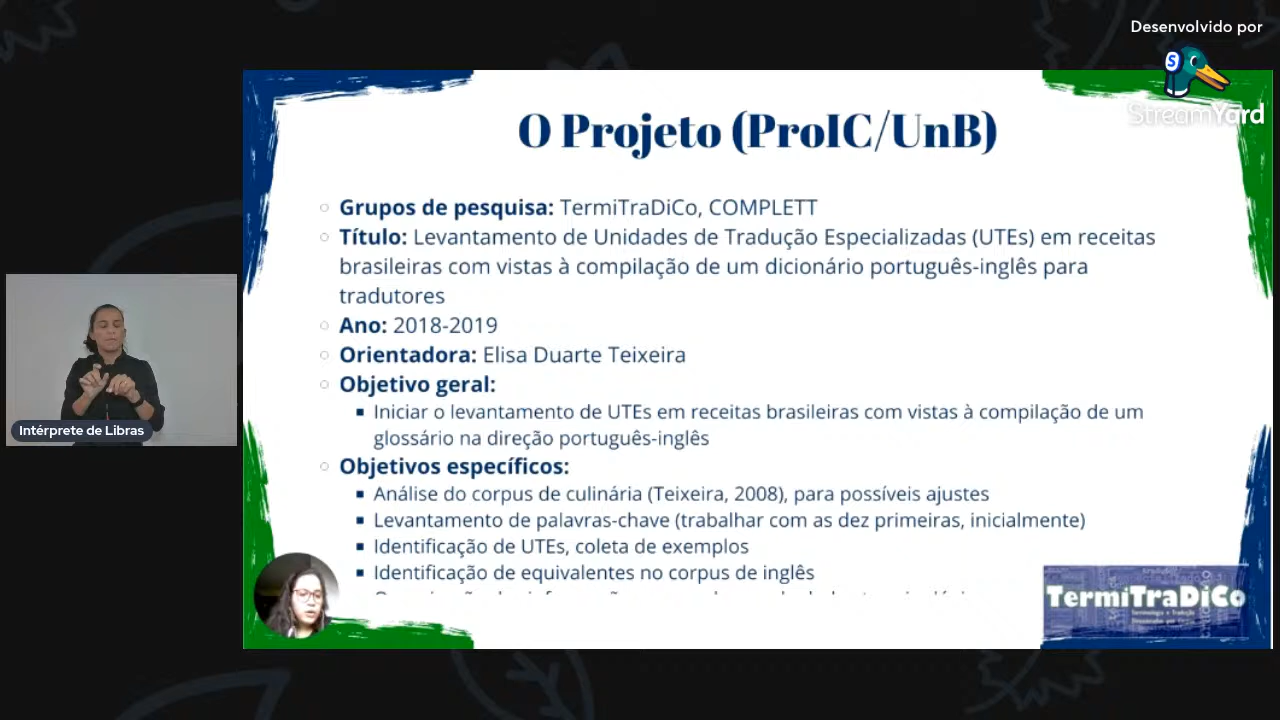 Desenvolvido por
StreamYard
O Projeto (ProIC/UnB)
Grupos de pesquisa: TermiTraDiCo, COMPLETT
Título: Levantamento de Unidades de Tradução Especializadas (UTEs) em receitas
brasileiras com vistas à compilação de um dicionário português-inglês para
tradutores
Ano: 2018-2019
Orientadora: Elisa Duarte Teixeira
Objetivo geral:
Iniciar o levantamento de UTEs em receitas brasileiras com vistas à compilação de um
glossário na direção português-inglês
Objetivos específicos:
Análise do corpus de culinária (Teixeira, 2008), para possíveis ajustes
Levantamento de palavras-chave (trabalhar com as dez primeiras, inicialmente)
Identificação de UTEs, coleta de exemplos
Identificação de equivalentes no corpus de inglês
TermiTraDiCo
Intérprete de Libras